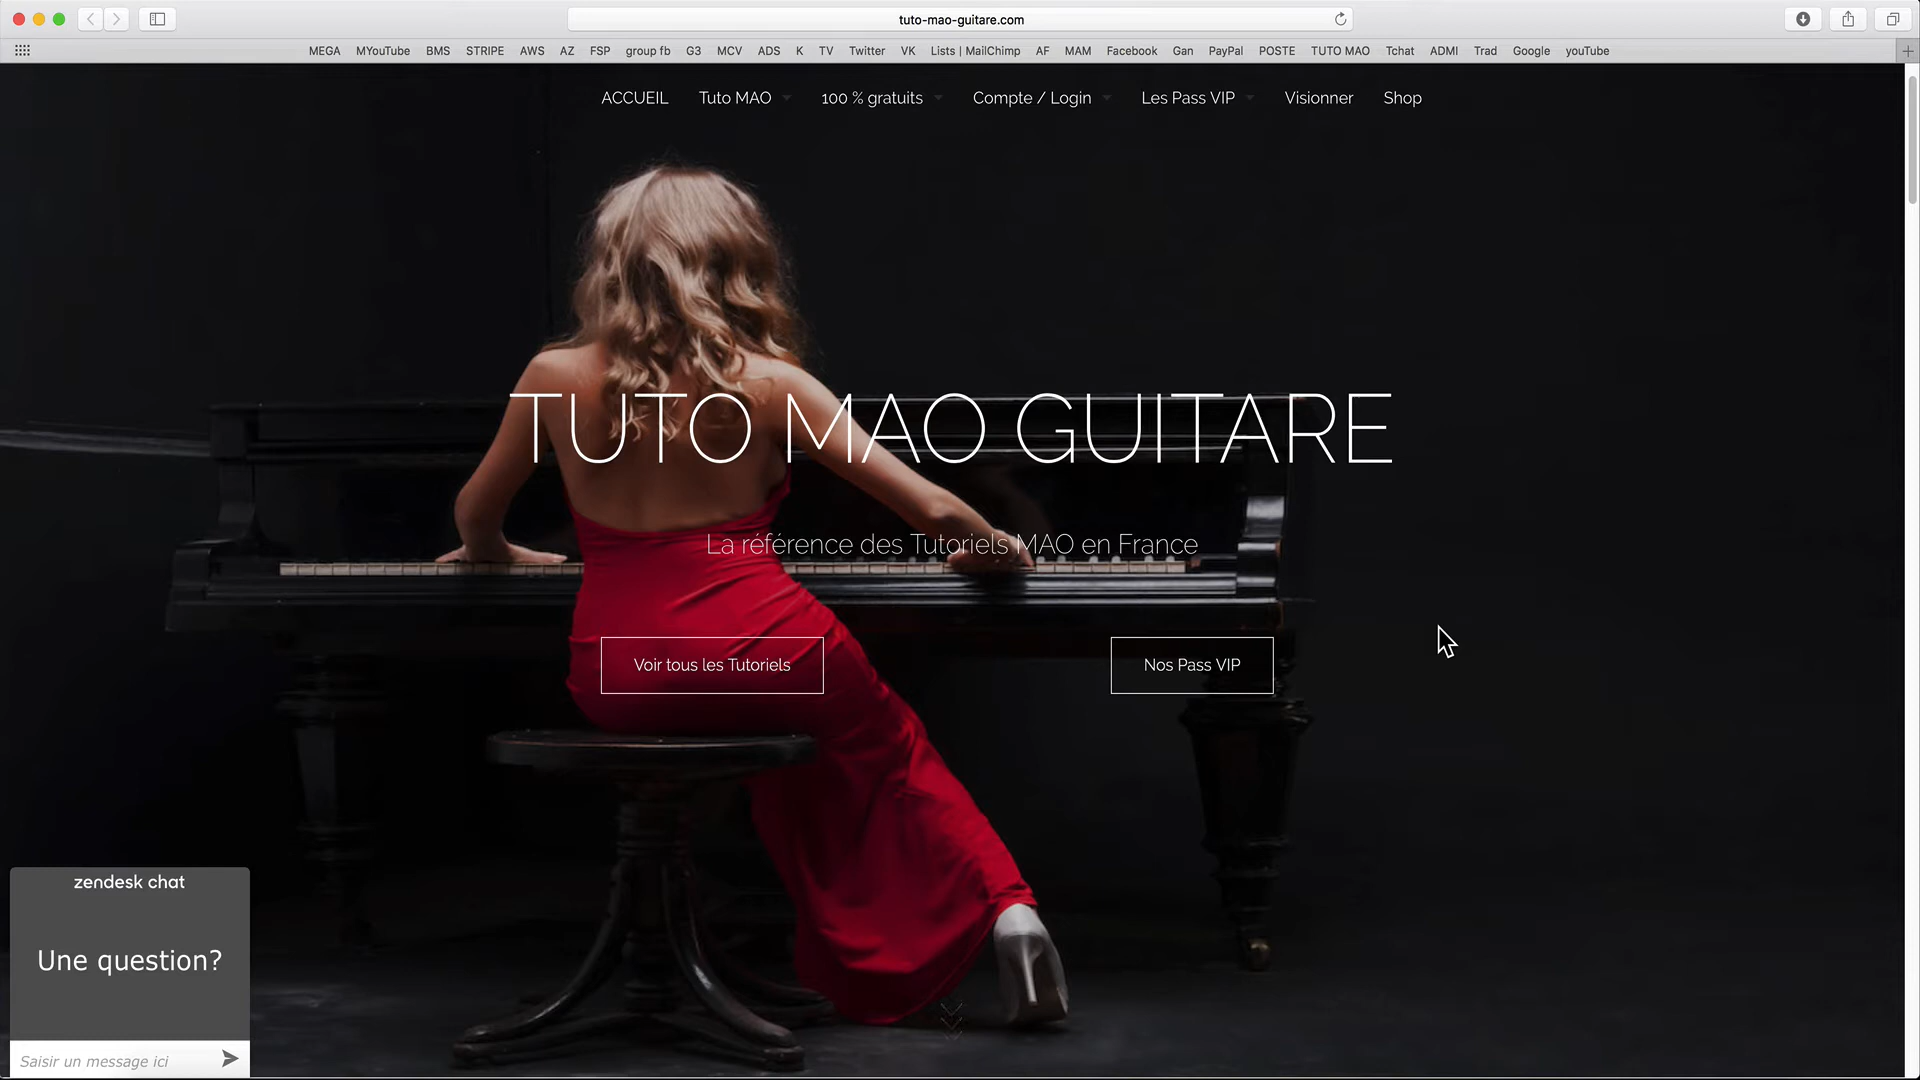 tuto-mao-guitare.com
MEGA MYouTube BMS STRIPE AWS AZ FSP group fb G3 MCV ADS K TV Twitter VK Lists | MailChimp AF MAM Facebook Gan PayPal POSTE TUTO MAO Tchat ADMI Trad Google youTube
ACCUEIL Tuto MAO 100 % gratuits Compte / Login Les Pass VIP Visionner Shop
TUTO MAO GUITARE
La référence des Tutoriels MAO en France
Voir tous les Tutoriels Nos Pass VIP
zendesk chat
Une question?
Saisir un message ici